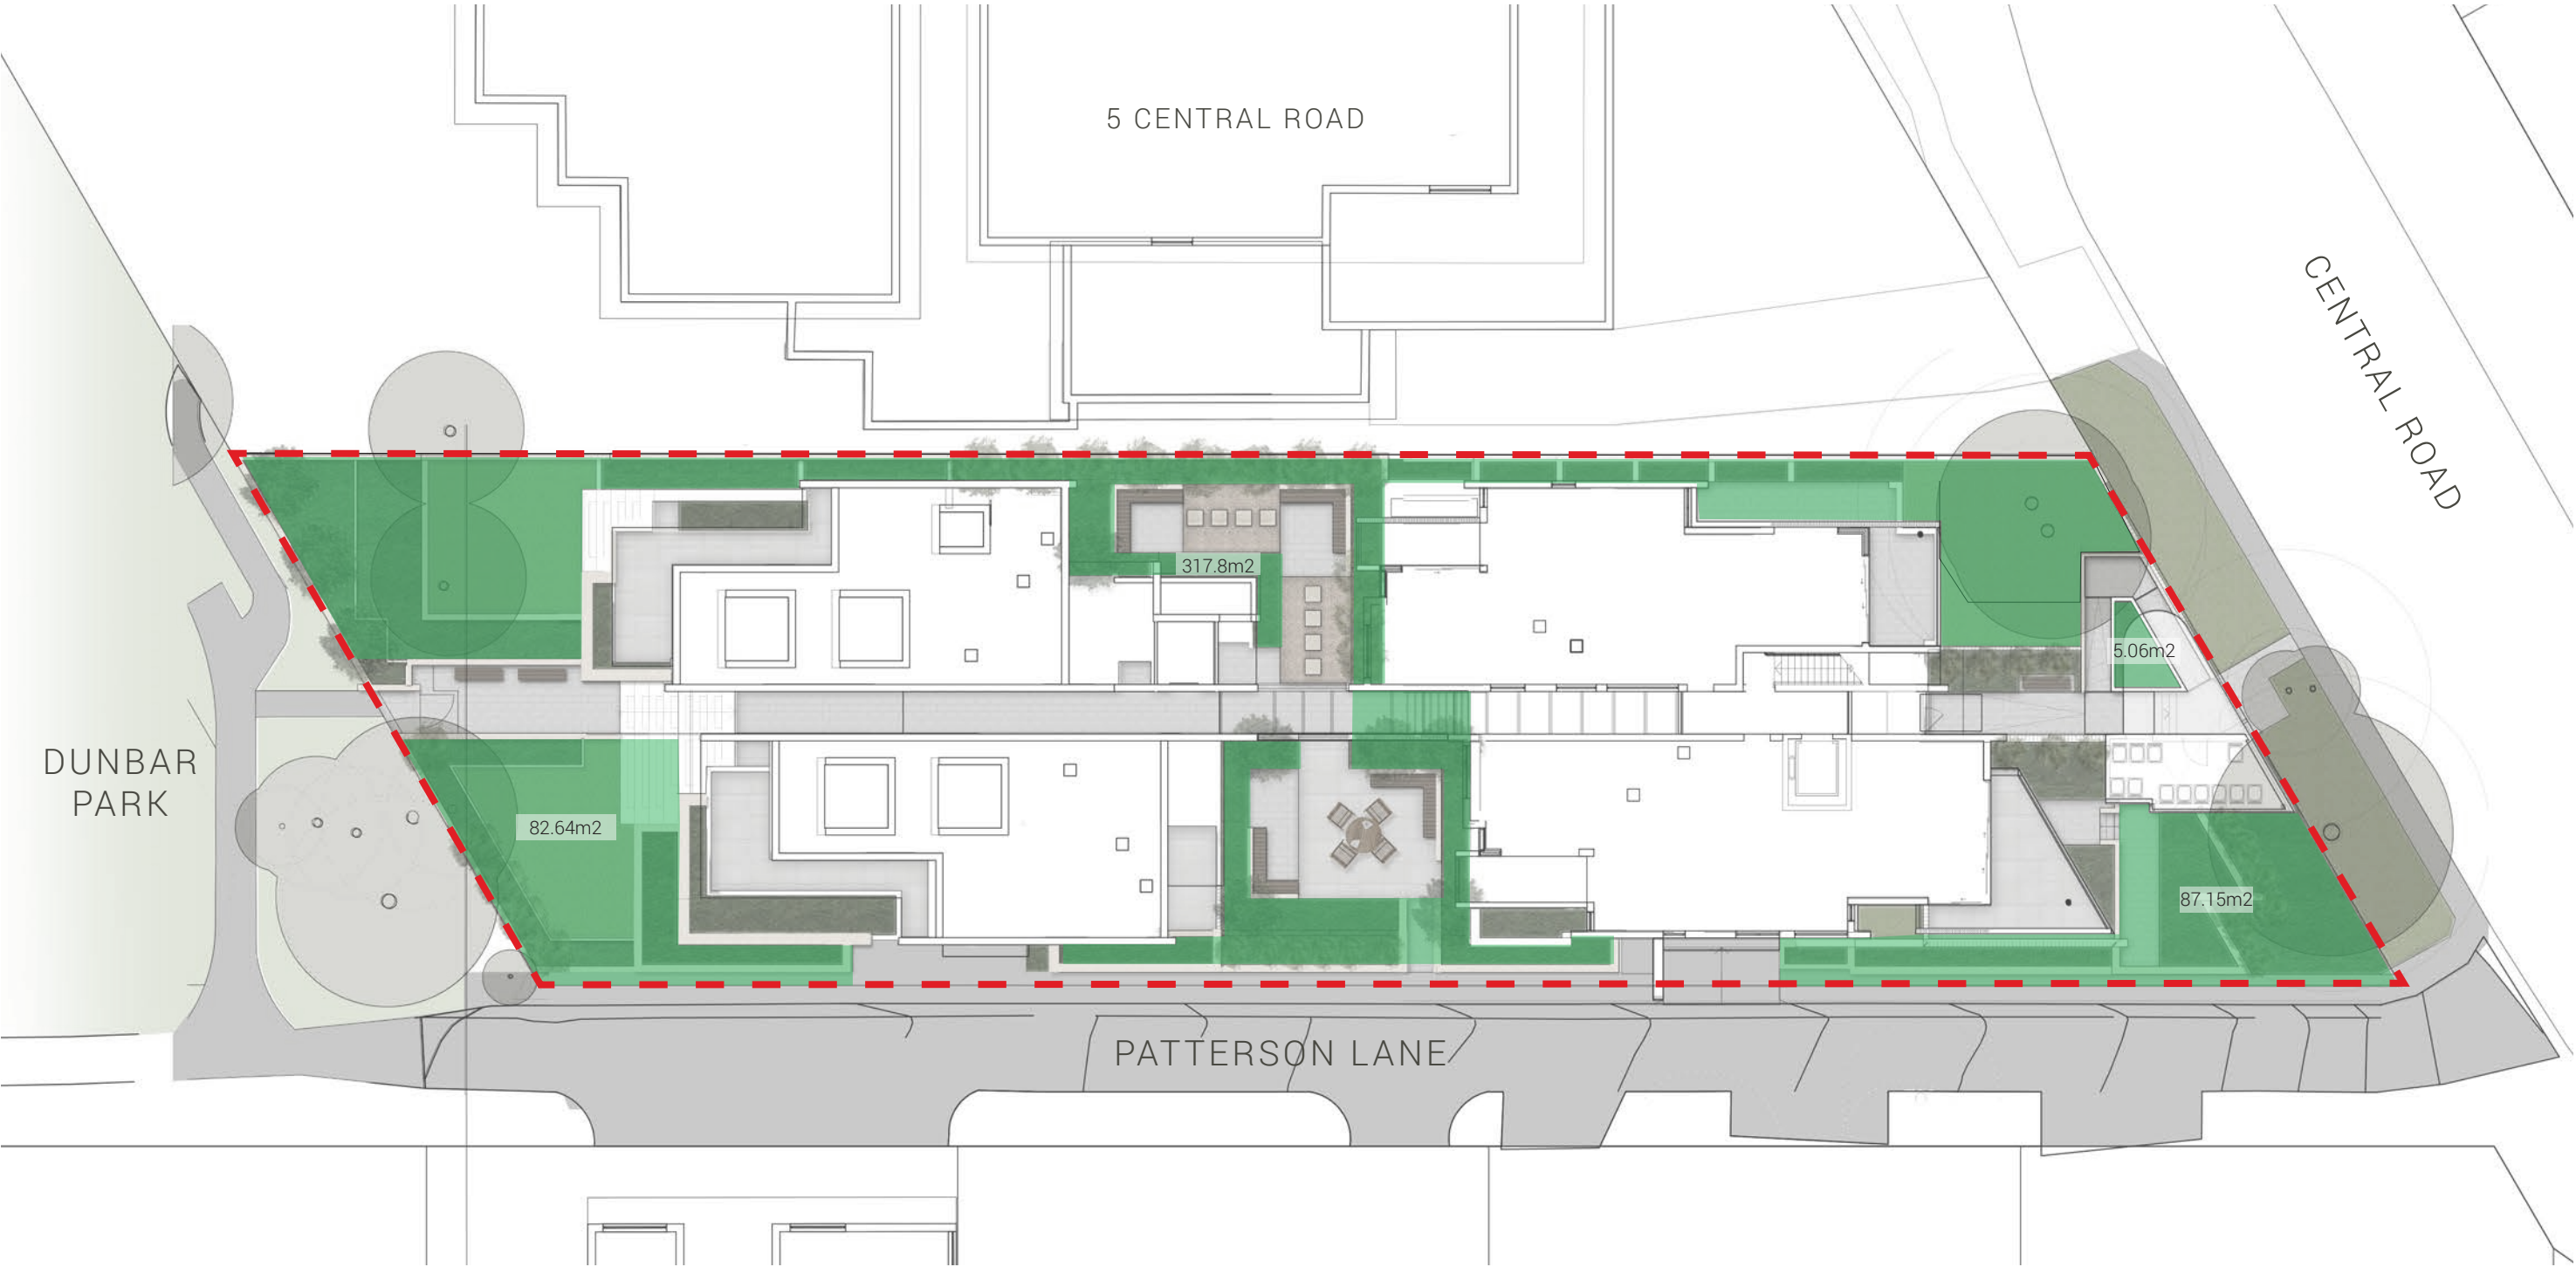 5 CENTRAL ROAD
CENTRAL ROAD
317.8m2
5.06m2
DUNBAR
PARK
82.64m2
87.15m2
PATTERSON LANE